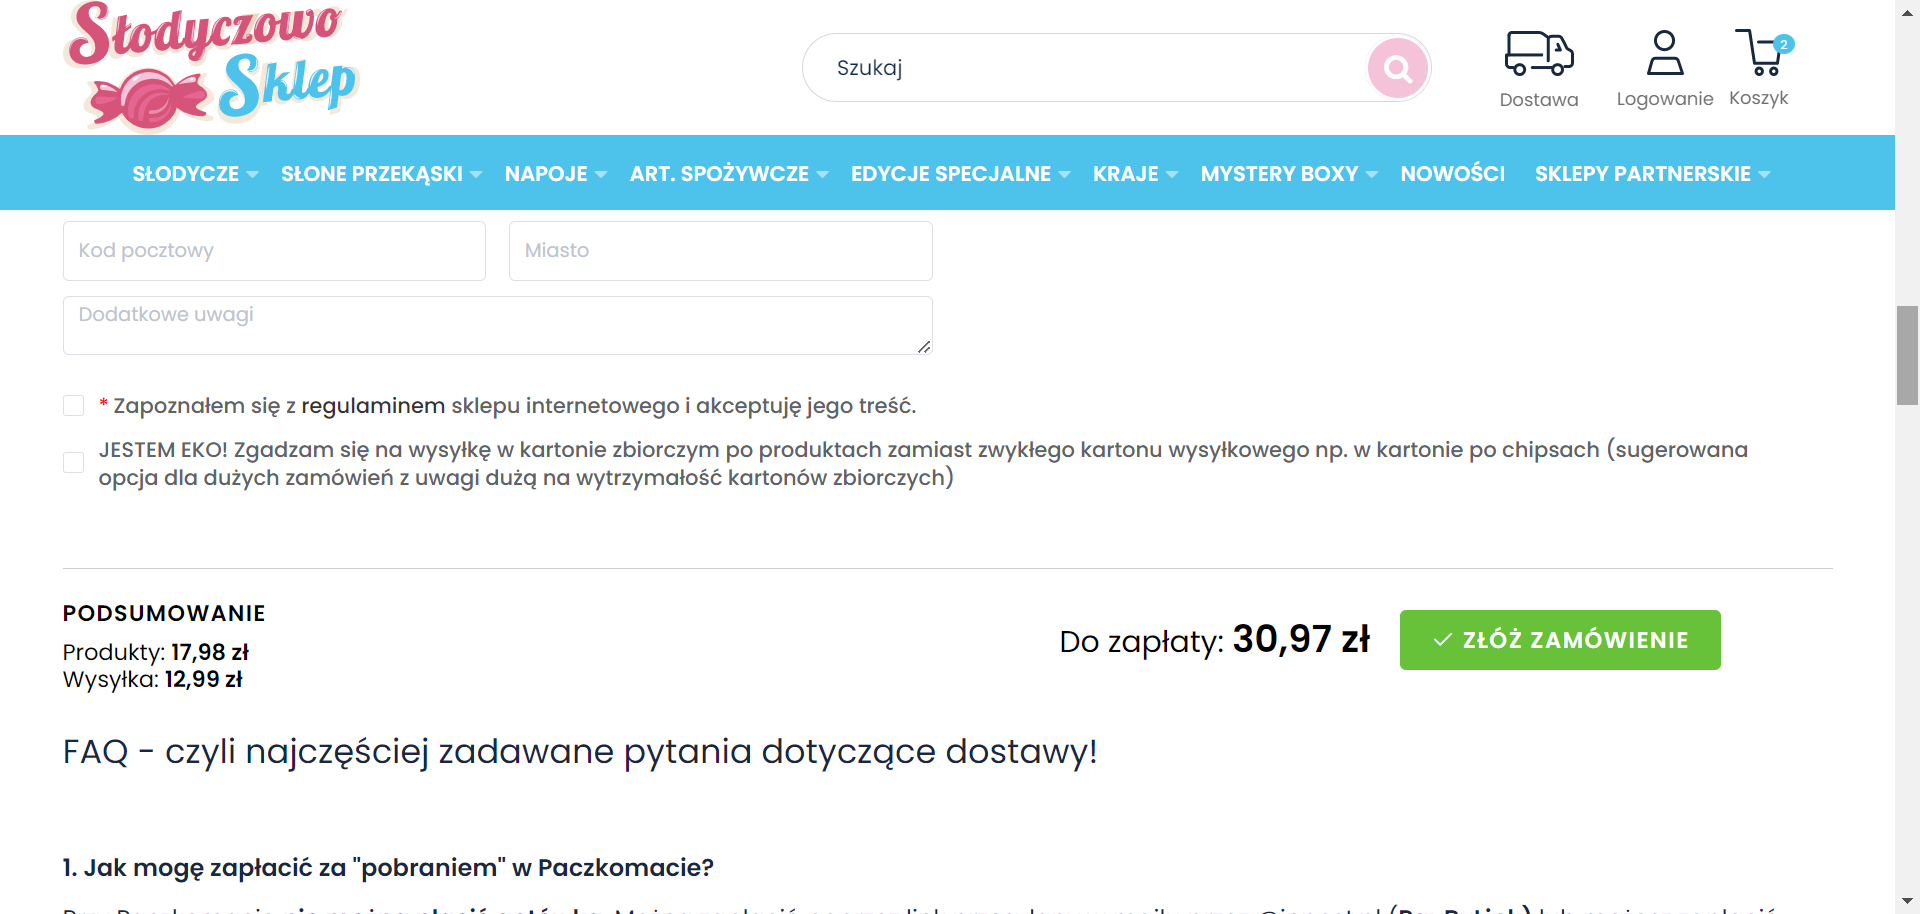 Słodyczowo
Sklep
Szukaj
Dostawa
Logowanie
2
Koszyk
SŁODYCZE SŁONE PRZEKĄSKI NAPOJE ART. SPOŻYWCZE EDYCJE SPECJALNE KRAJE MYSTERY BOXY NOWOŚCI SKLEPY PARTNERSKIE
Kod pocztowy Miasto
Dodatkowe uwagi
* Zapoznałem się z regulaminem sklepu internetowego i akceptuję jego treść.
JESTEM EKO! Zgadzam się na wysyłkę w kartonie zbiorczym po produktach zamiast zwykłego kartonu wysyłkowego np. w kartonie po chipsach (sugerowana
opcja dla dużych zamówień z uwagi dużą na wytrzymałość kartonów zbiorczych)
PODSUMOWANIE
Produkty: 17,98 zł
Wysyłka: 12,99 zł
Do zapłaty: 30,97 zł
ZŁÓŻ ZAMÓWIENIE
FAQ - czyli najczęściej zadawane pytania dotyczące dostawy!
1. Jak mogę zapłacić za "pobraniem" w Paczkomacie?